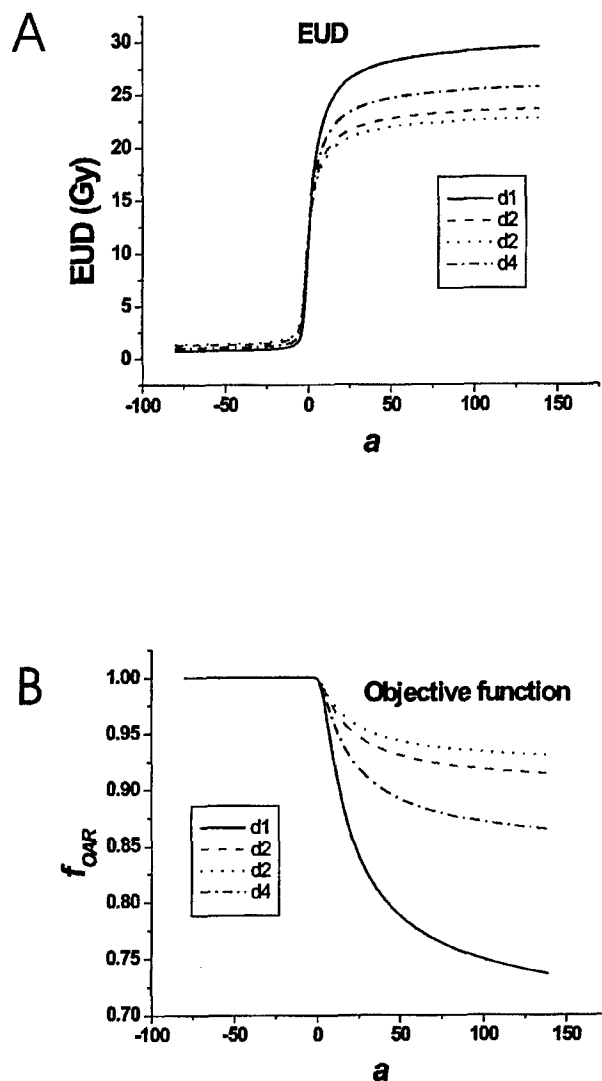 A
EUD
30
25
20
15
10
5
0
EUD (Gy)
d1
d2
d2
d4
-100 -50 0 50 100 150
a
B
Objective function
1.00
0.95
0.90
0.85
0.80
0.75
0.70
f_OAR
d1
d2
d2
d4
-100 -50 0 50 100 150
a